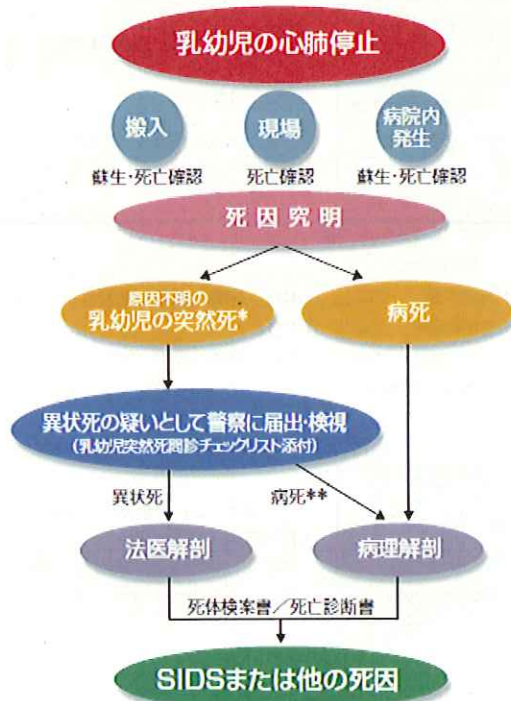 乳幼児の心肺停止
搬入
現場
病院内
発生
蘇生・死亡確認
死亡確認
蘇生・死亡確認
死因究明
原因不明の
乳幼児の突然死*
病死
異状死の疑いとして警察に届出・検視
(乳幼児突然死問診チェックリスト添付)
異状死
病死**
法医解剖
病理解剖
死体検案書／死亡診断書
SIDSまたは他の死因